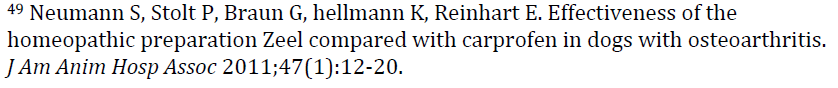 49 Neumann S, Stolt P, Braun G, hellmann K, Reinhart E. Effectiveness of the
homeopathic preparation Zeel compared with carprofen in dogs with osteoarthritis.
J Am Anim Hosp Assoc 2011;47(1):12-20.